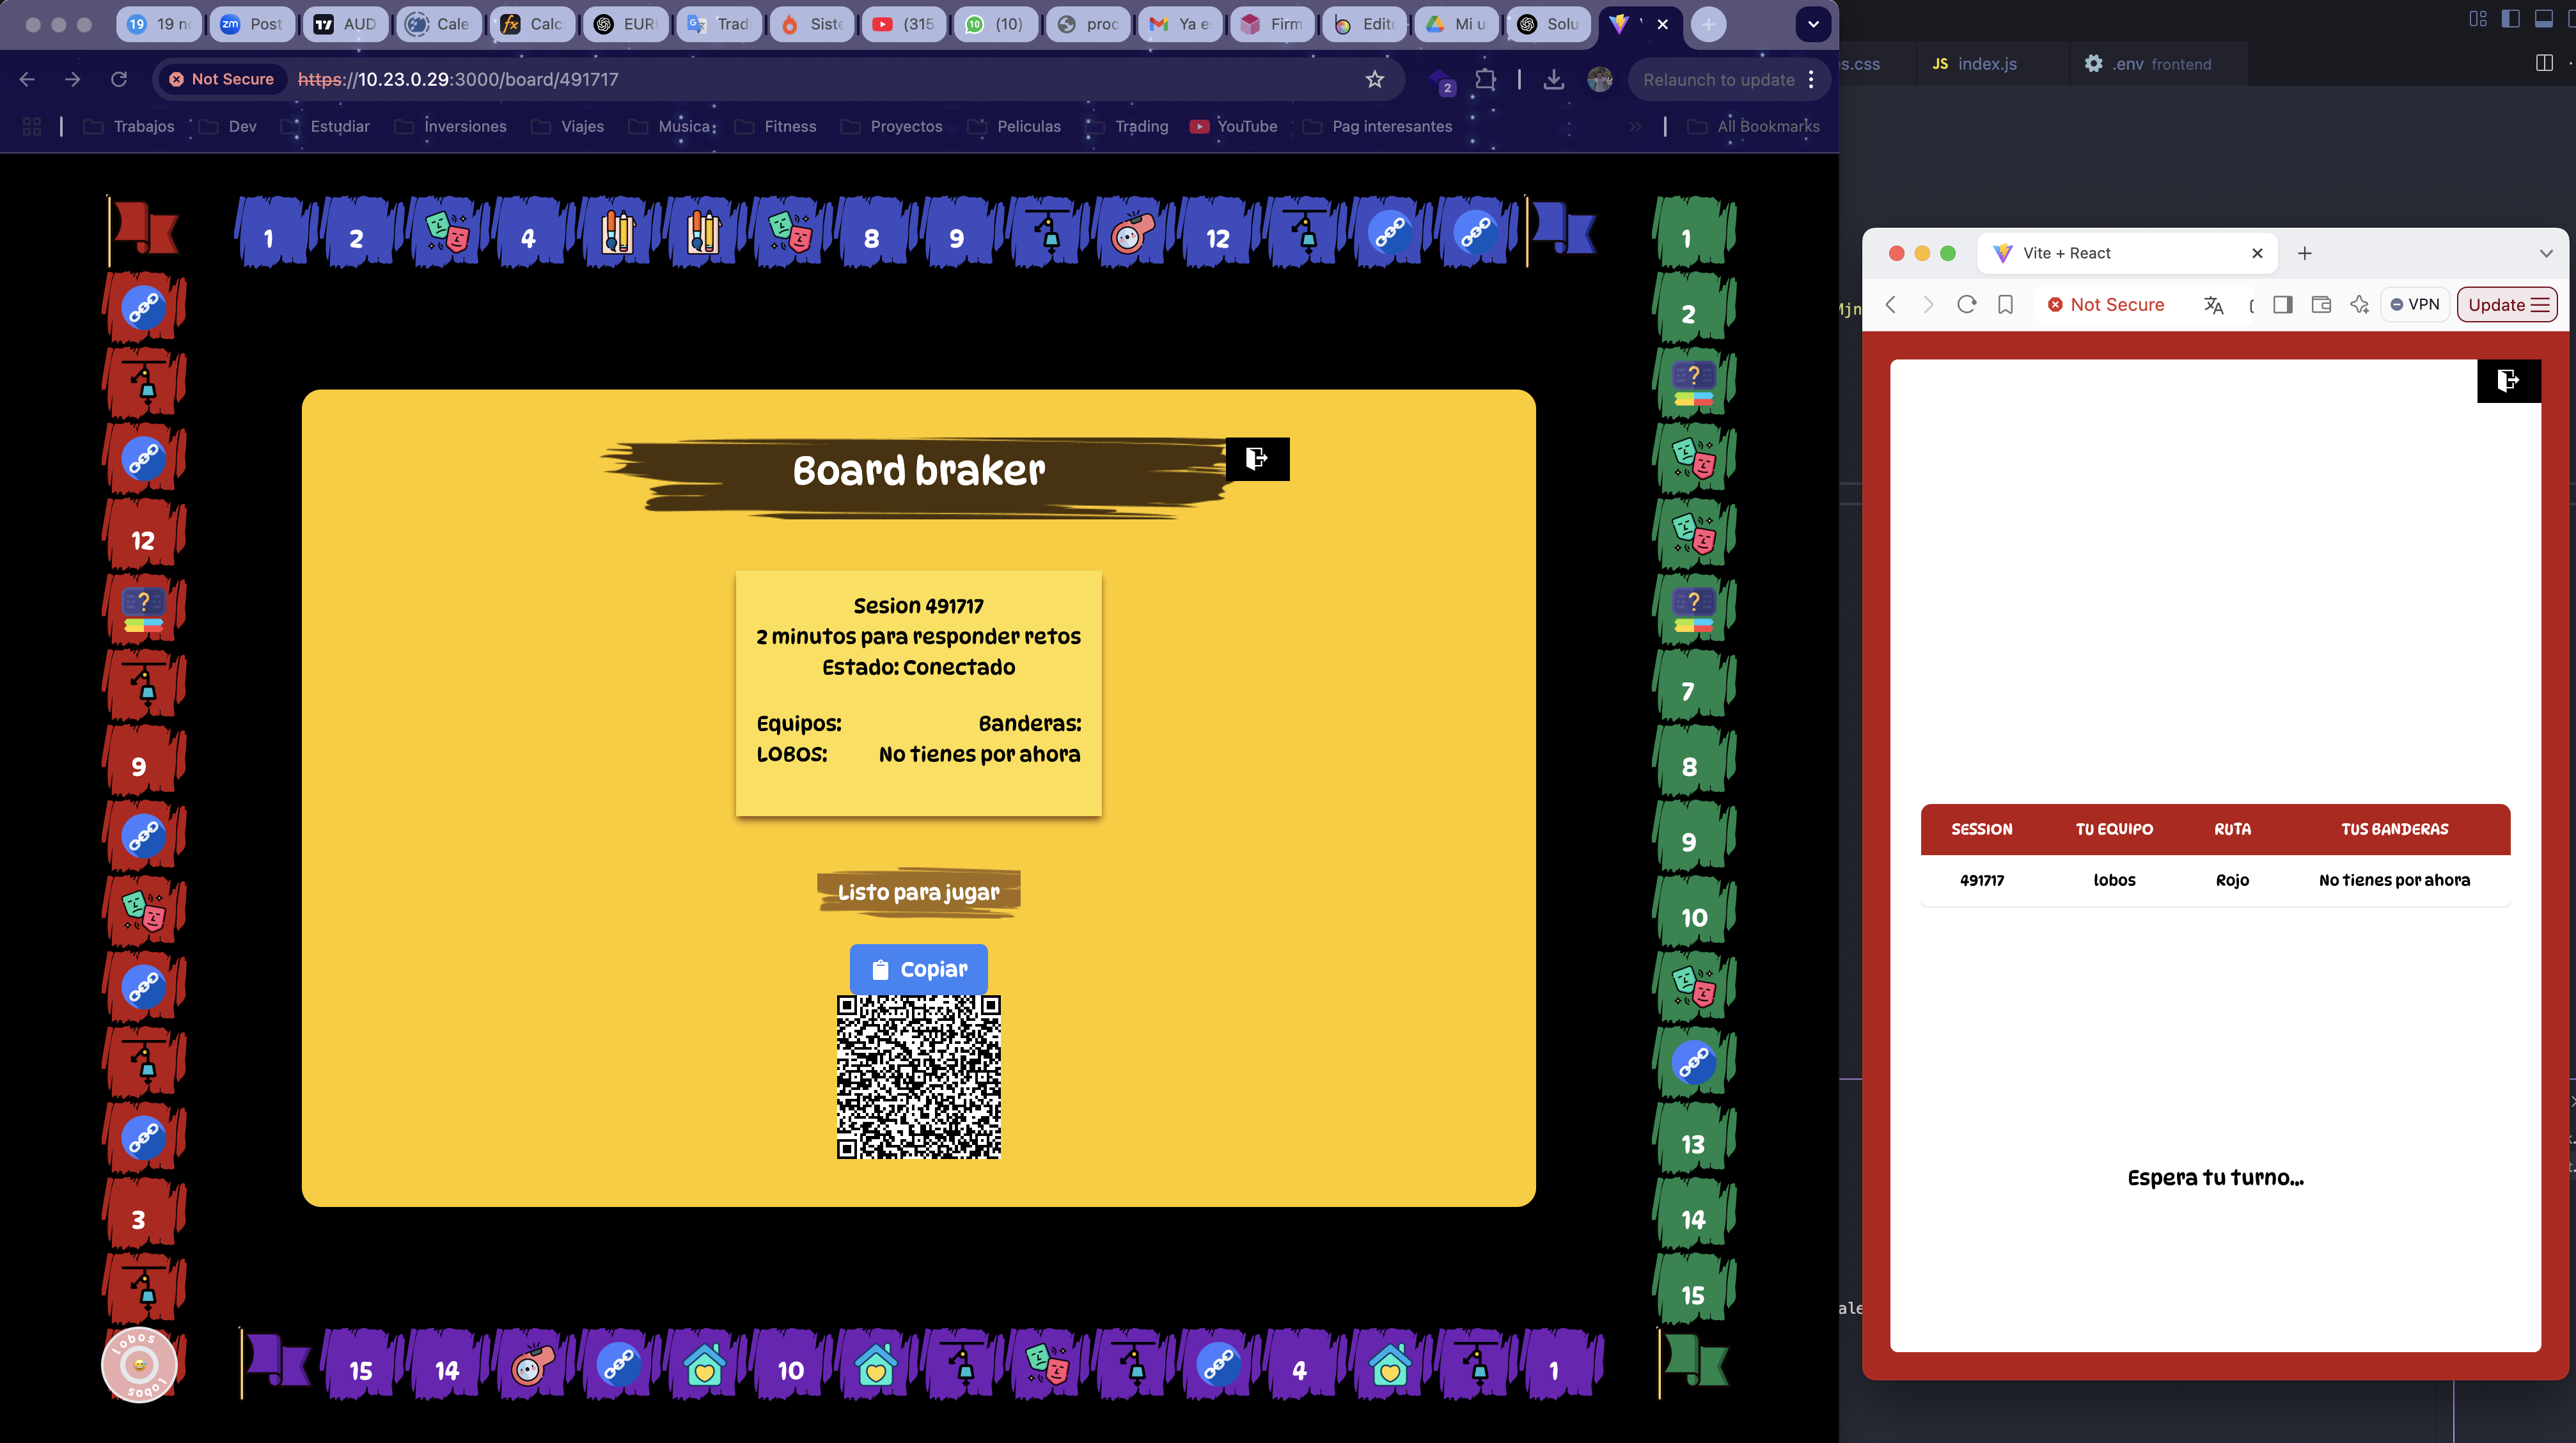 19 n
Post
AUD
Cale
Calc
EUR
Trad
Siste
(315
(10)
proc
Ya e
Firm
Edito
Mi u
Solu
Not Secure
https://10.23.0.29:3000/board/491717
2
Relaunch to update
Trabajos
Dev
Estudiar
Inversiones
Viajes
Musica
Fitness
Proyectos
Peliculas
Trading
YouTube
Pag interesantes
All Bookmarks
1 2 4 8 9 12
12
9
3
lobos
lobos
Board braker
Sesion 491717
2 minutos para responder retos
Estado: Conectado
Equipos: Banderas:
LOBOS: No tienes por ahora
Listo para jugar
Copiar
1
2
7
8
9
10
13
14
15
15 14 10 4 1
s.css
JS index.js
.env frontend
Vite + React
Not Secure
VPN
Update
SESSION TU EQUIPO RUTA TUS BANDERAS
491717 lobos Rojo No tienes por ahora
Espera tu turno...